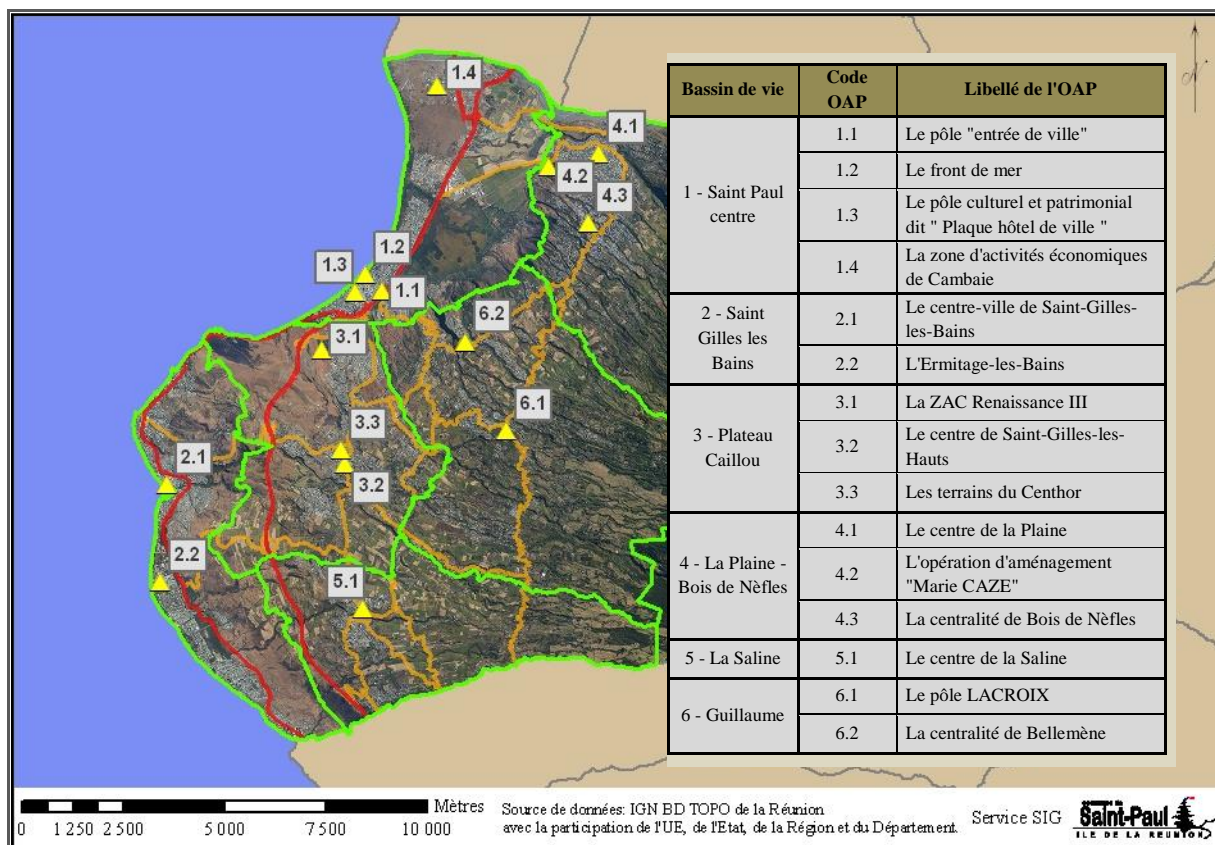 1.4
4.1
4.2
4.3
1.2
1.3
1.1
6.2
3.1
6.1
3.3
2.1
3.2
2.2
5.1
N
Bassin de vie
Code
OAP
Libellé de l'OAP
1 - Saint Paul
centre
1.1
Le pôle "entrée de ville"
1.2
Le front de mer
1.3
Le pôle culturel et patrimonial
dit " Plaque hôtel de ville "
1.4
La zone d'activités économiques
de Cambaie
2 - Saint
Gilles les
Bains
2.1
Le centre-ville de Saint-Gilles-
les-Bains
2.2
L'Ermitage-les-Bains
3 - Plateau
Caillou
3.1
La ZAC Renaissance III
3.2
Le centre de Saint-Gilles-les-
Hauts
3.3
Les terrains du Centhor
4 - La Plaine -
Bois de Nèfles
4.1
Le centre de la Plaine
4.2
L'opération d'aménagement
"Marie CAZE"
4.3
La centralité de Bois de Nèfles
5 - La Saline
5.1
Le centre de la Saline
6 - Guillaume
6.1
Le pôle LACROIX
6.2
La centralité de Bellemène
Mètres
0 1 250 2 500 5 000 7 500 10 000
Source de données: IGN BD TOPO de la Réunion
avec la participation de l'UE, de l'Etat, de la Région et du Département.
Service SIG
Saint-Paul
ILE DE LA REUNION